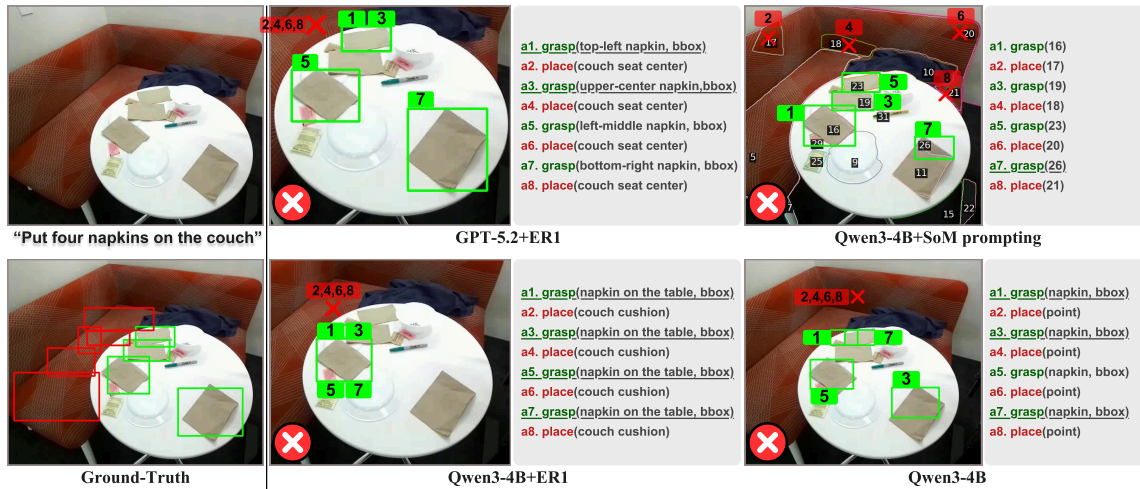 2,4,6,8
1 3
5
7
a1. grasp(top-left napkin, bbox)
a2. place(couch seat center)
a3. grasp(upper-center napkin,bbox)
a4. place(couch seat center)
a5. grasp(left-middle napkin, bbox)
a6. place(couch seat center)
a7. grasp(bottom-right napkin, bbox)
a8. place(couch seat center)
2
4
6
8
17
18
20
10
21
23
5
19
3
31
1
16
7
26
29
25
9
11
5
7
15
22
a1. grasp(16)
a2. place(17)
a3. grasp(19)
a4. place(18)
a5. grasp(23)
a6. place(20)
a7. grasp(26)
a8. place(21)
“Put four napkins on the couch”
GPT-5.2+ER1
Qwen3-4B+SoM prompting
2,4,6,8
1 3
5 7
a1. grasp(napkin on the table, bbox)
a2. place(couch cushion)
a3. grasp(napkin on the table, bbox)
a4. place(couch cushion)
a5. grasp(napkin on the table, bbox)
a6. place(couch cushion)
a7. grasp(napkin on the table, bbox)
a8. place(couch cushion)
2,4,6,8
1
7
3
5
a1. grasp(napkin, bbox)
a2. place(point)
a3. grasp(napkin, bbox)
a4. place(point)
a5. grasp(napkin, bbox)
a6. place(point)
a7. grasp(napkin, bbox)
a8. place(point)
Ground-Truth
Qwen3-4B+ER1
Qwen3-4B